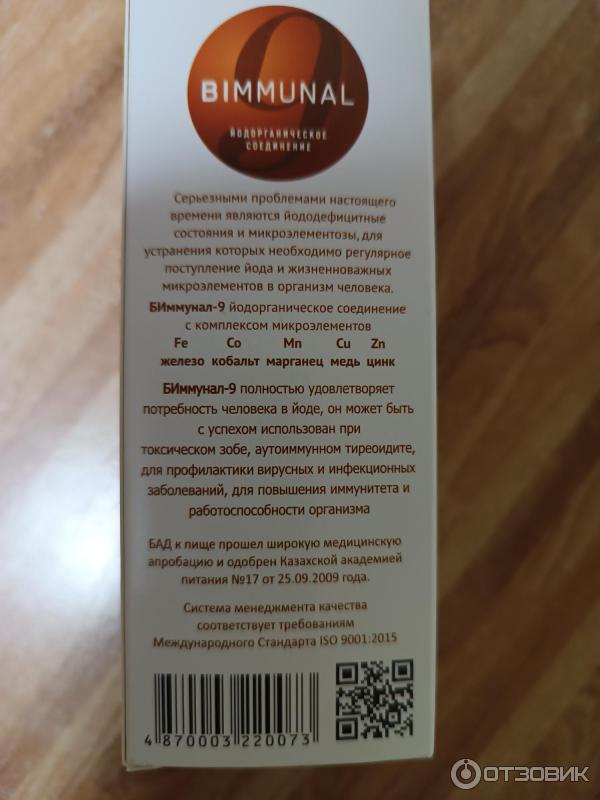 9
BIMMUNAL
ЙОДОРГАНИЧЕСКОЕ
СОЕДИНЕНИЕ
Серьезными проблемами настоящего
времени являются йододефицитные
состояния и микроэлементозы, для
устранения которых необходимо регулярное
поступление йода и жизненноважных
микроэлементов в организм человека.
БИммунал-9 йодорганическое соединение
с комплексом микроэлементов
Fe Co Mn Cu Zn
железо кобальт марганец медь цинк
БИммунал-9 полностью удовлетворяет
потребность человека в йоде, он может быть
с успехом использован при
токсическом зобе, аутоиммунном тиреоидите,
для профилактики вирусных и инфекционных
заболеваний, для повышения иммунитета и
работоспособности организма
БАД к пище прошел широкую медицинскую
апробацию и одобрен Казахской академией
питания №17 от 25.09.2009 года.
Система менеджмента качества
соответствует требованиям
Международного Стандарта ISO 9001:2015
4 870003 220073
ОТЗОВИК